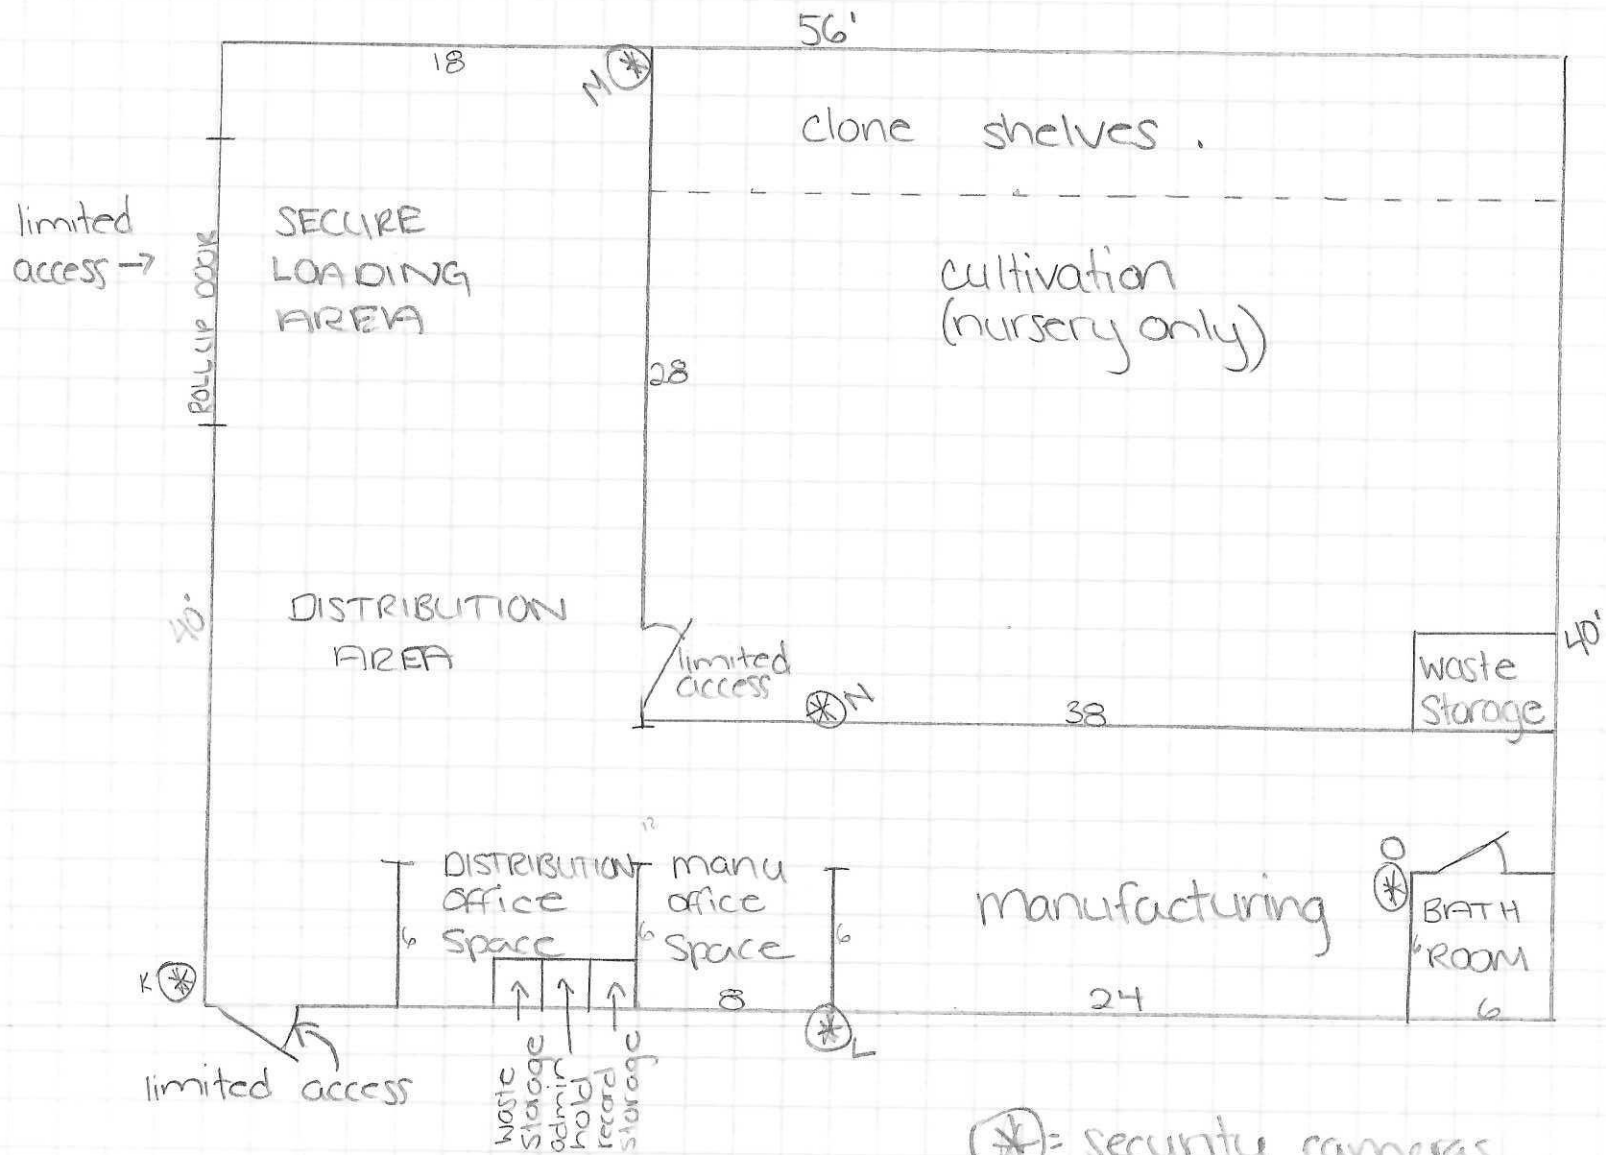 56'
18
M
clone shelves.
limited
access →
ROLLUP DOOR
SECURE
LOADING
AREA
cultivation
(nursery only)
28
40'
DISTRIBUTION
AREA
limited
access
N
38
waste
storage
40'
12
DISTRIBUTION
office
space
6
manu
office
space
6
8
6
manufacturing
24
O
BATH
ROOM
6
6
K
L
limited access
waste
storage
admin
hold
record
storage
= security cameras